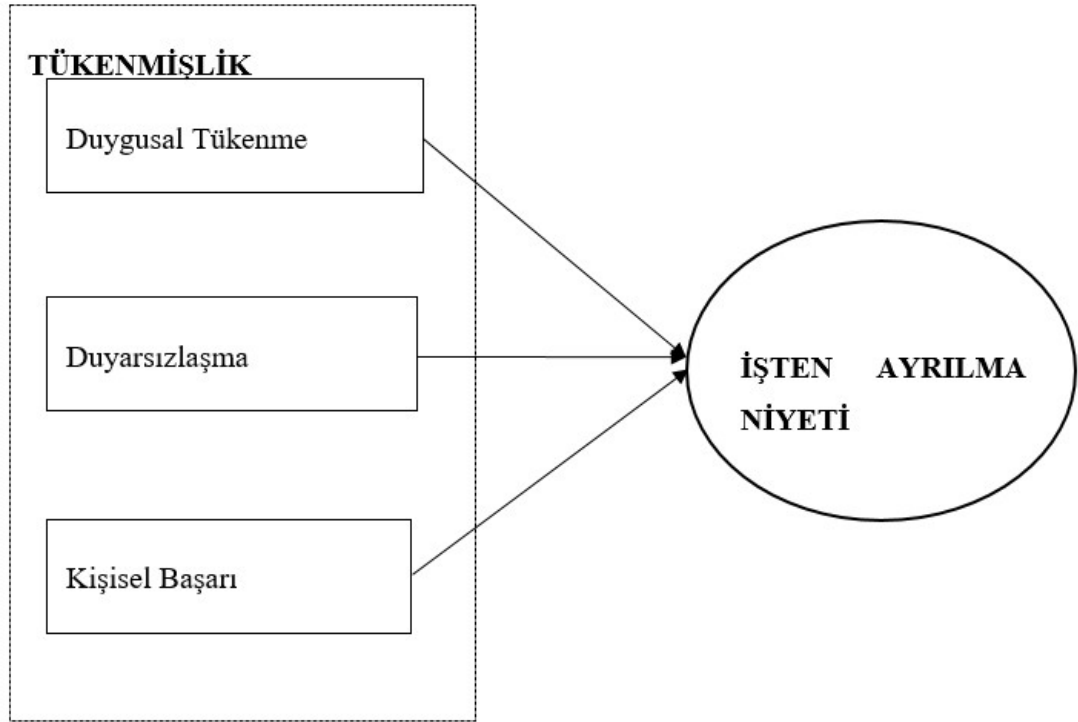 TÜKENMİŞLİK
Duygusal Tükenme
Duyarsızlaşma
Kişisel Başarı
İŞTEN AYRILMA
NİYETİ